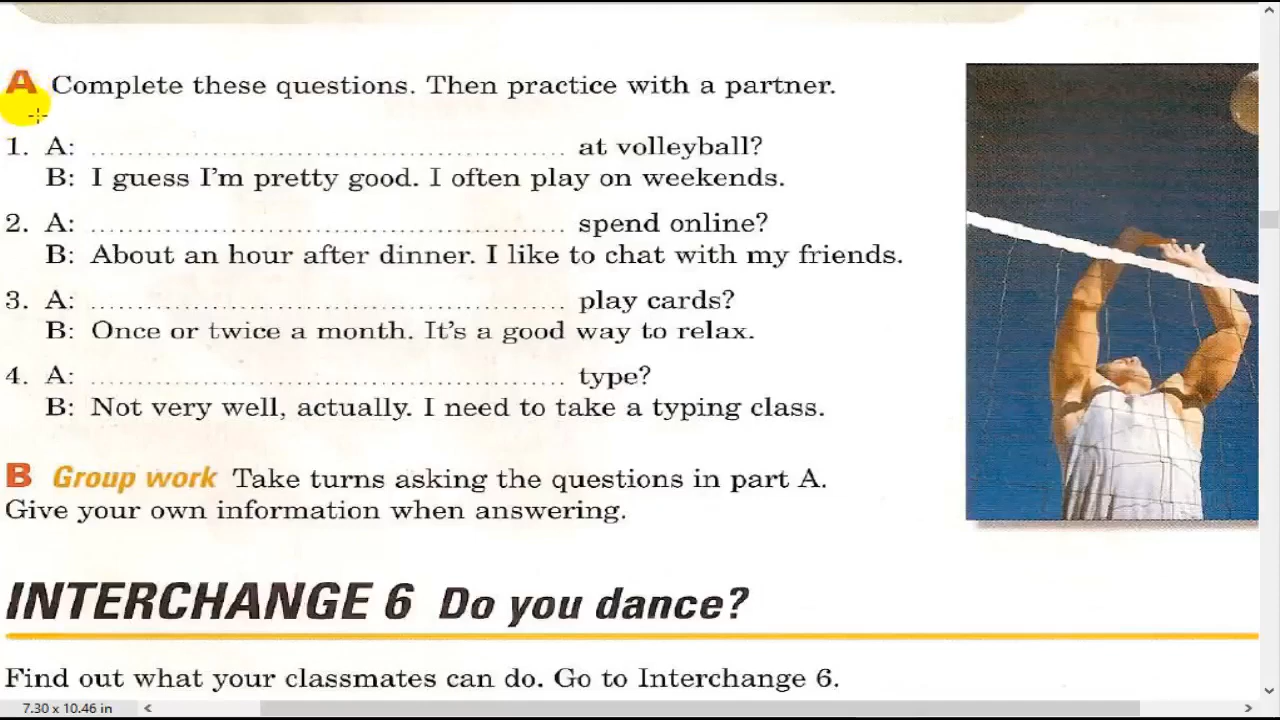 A Complete these questions. Then practice with a partner.
1. A: ............................................................ at volleyball?
B: I guess I'm pretty good. I often play on weekends.
2. A: ............................................................ spend online?
B: About an hour after dinner. I like to chat with my friends.
3. A: ............................................................ play cards?
B: Once or twice a month. It's a good way to relax.
4. A: ............................................................ type?
B: Not very well, actually. I need to take a typing class.
B Group work Take turns asking the questions in part A.
Give your own information when answering.
INTERCHANGE 6 Do you dance?
Find out what your classmates can do. Go to Interchange 6.
7.30 x 10.46 in